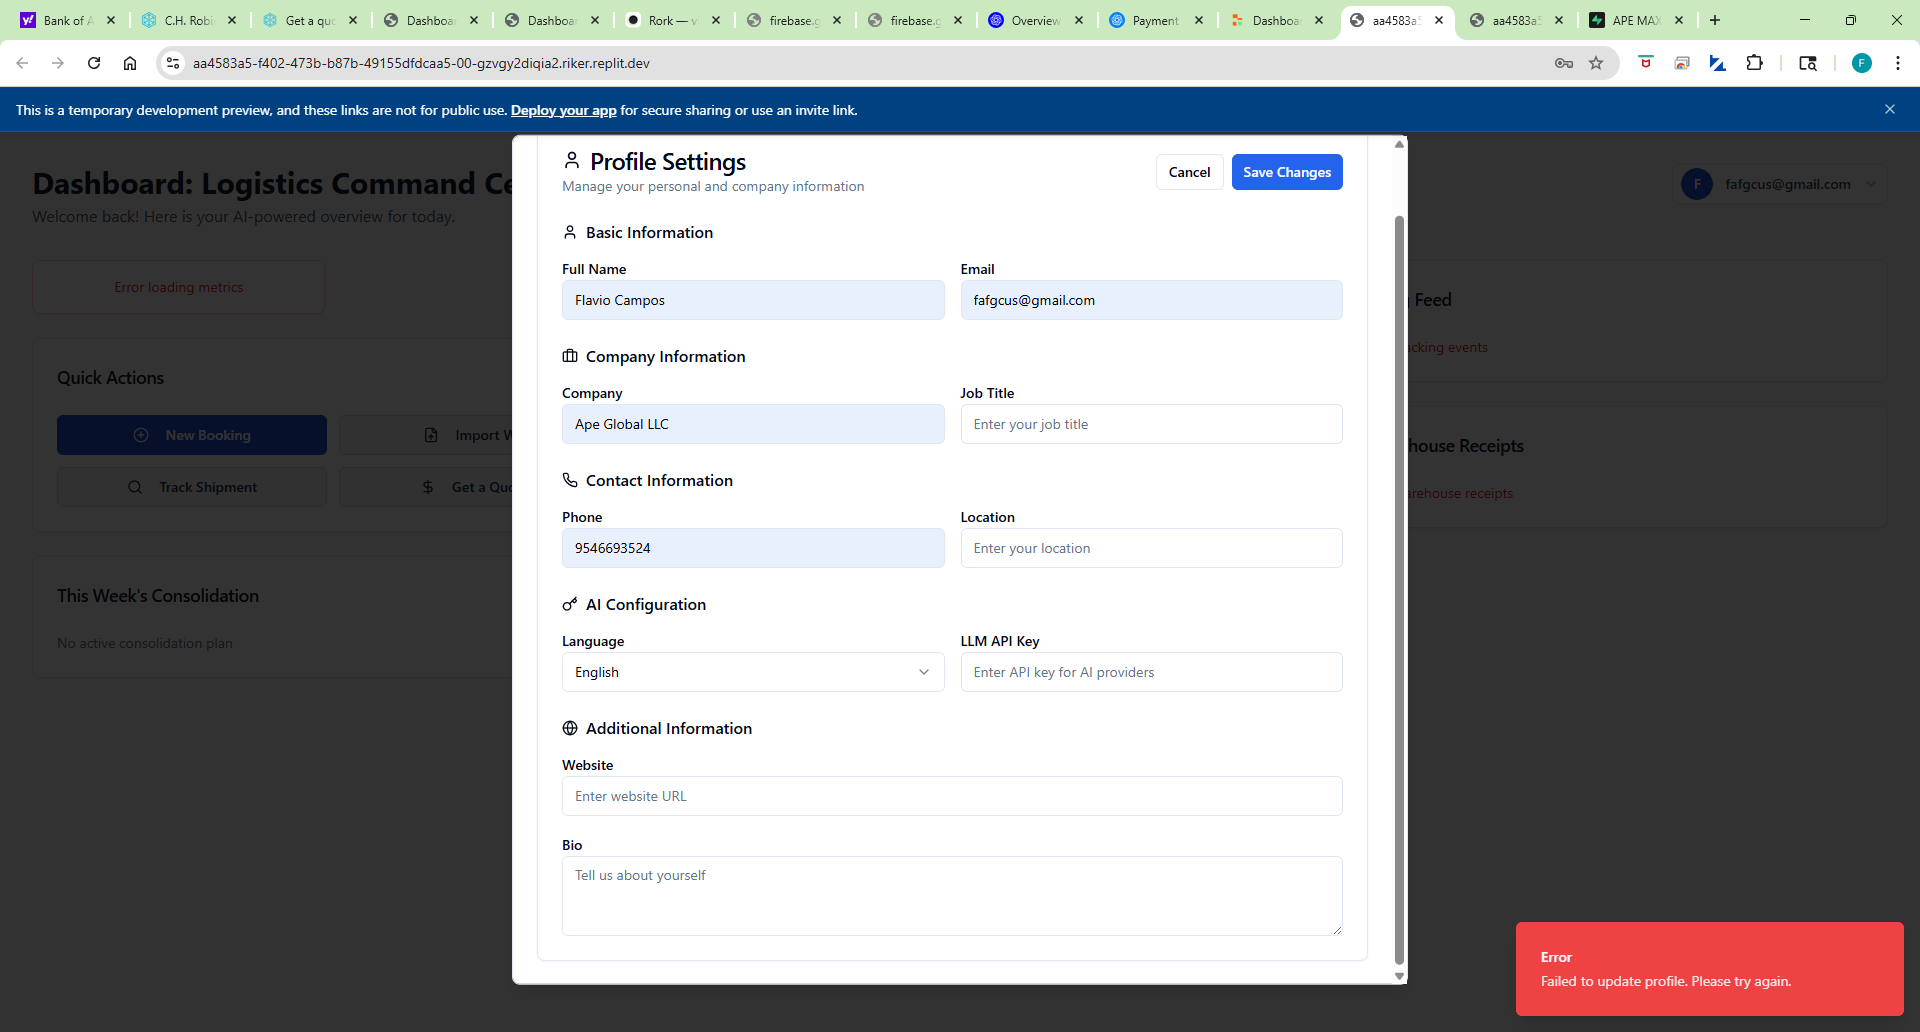 Bank of A
C.H. Robi
Get a quo
Dashboar
Dashboar
Rork — vi
firebase.g
firebase.g
Overview
Payment
Dashboar
aa4583a5
aa4583a5
APE MAX
aa4583a5-f402-473b-b87b-49155dfdcaa5-00-gzvgy2diqia2.riker.replit.dev
F
This is a temporary development preview, and these links are not for public use. Deploy your app for secure sharing or use an invite link.
Dashboard: Logistics Command Ce
Welcome back! Here is your AI-powered overview for today.
F
fafgcus@gmail.com
Error loading metrics
Quick Actions
New Booking
Import W
Track Shipment
Get a Quo
This Week's Consolidation
No active consolidation plan
Profile Settings
Manage your personal and company information
Cancel
Save Changes
Basic Information
Full Name
Email
Flavio Campos
fafgcus@gmail.com
Company Information
Company
Job Title
Ape Global LLC
Enter your job title
Contact Information
Phone
Location
9546693524
Enter your location
AI Configuration
Language
LLM API Key
English
Enter API key for AI providers
Additional Information
Website
Enter website URL
Bio
Tell us about yourself
Feed
acking events
house Receipts
arehouse receipts
Error
Failed to update profile. Please try again.